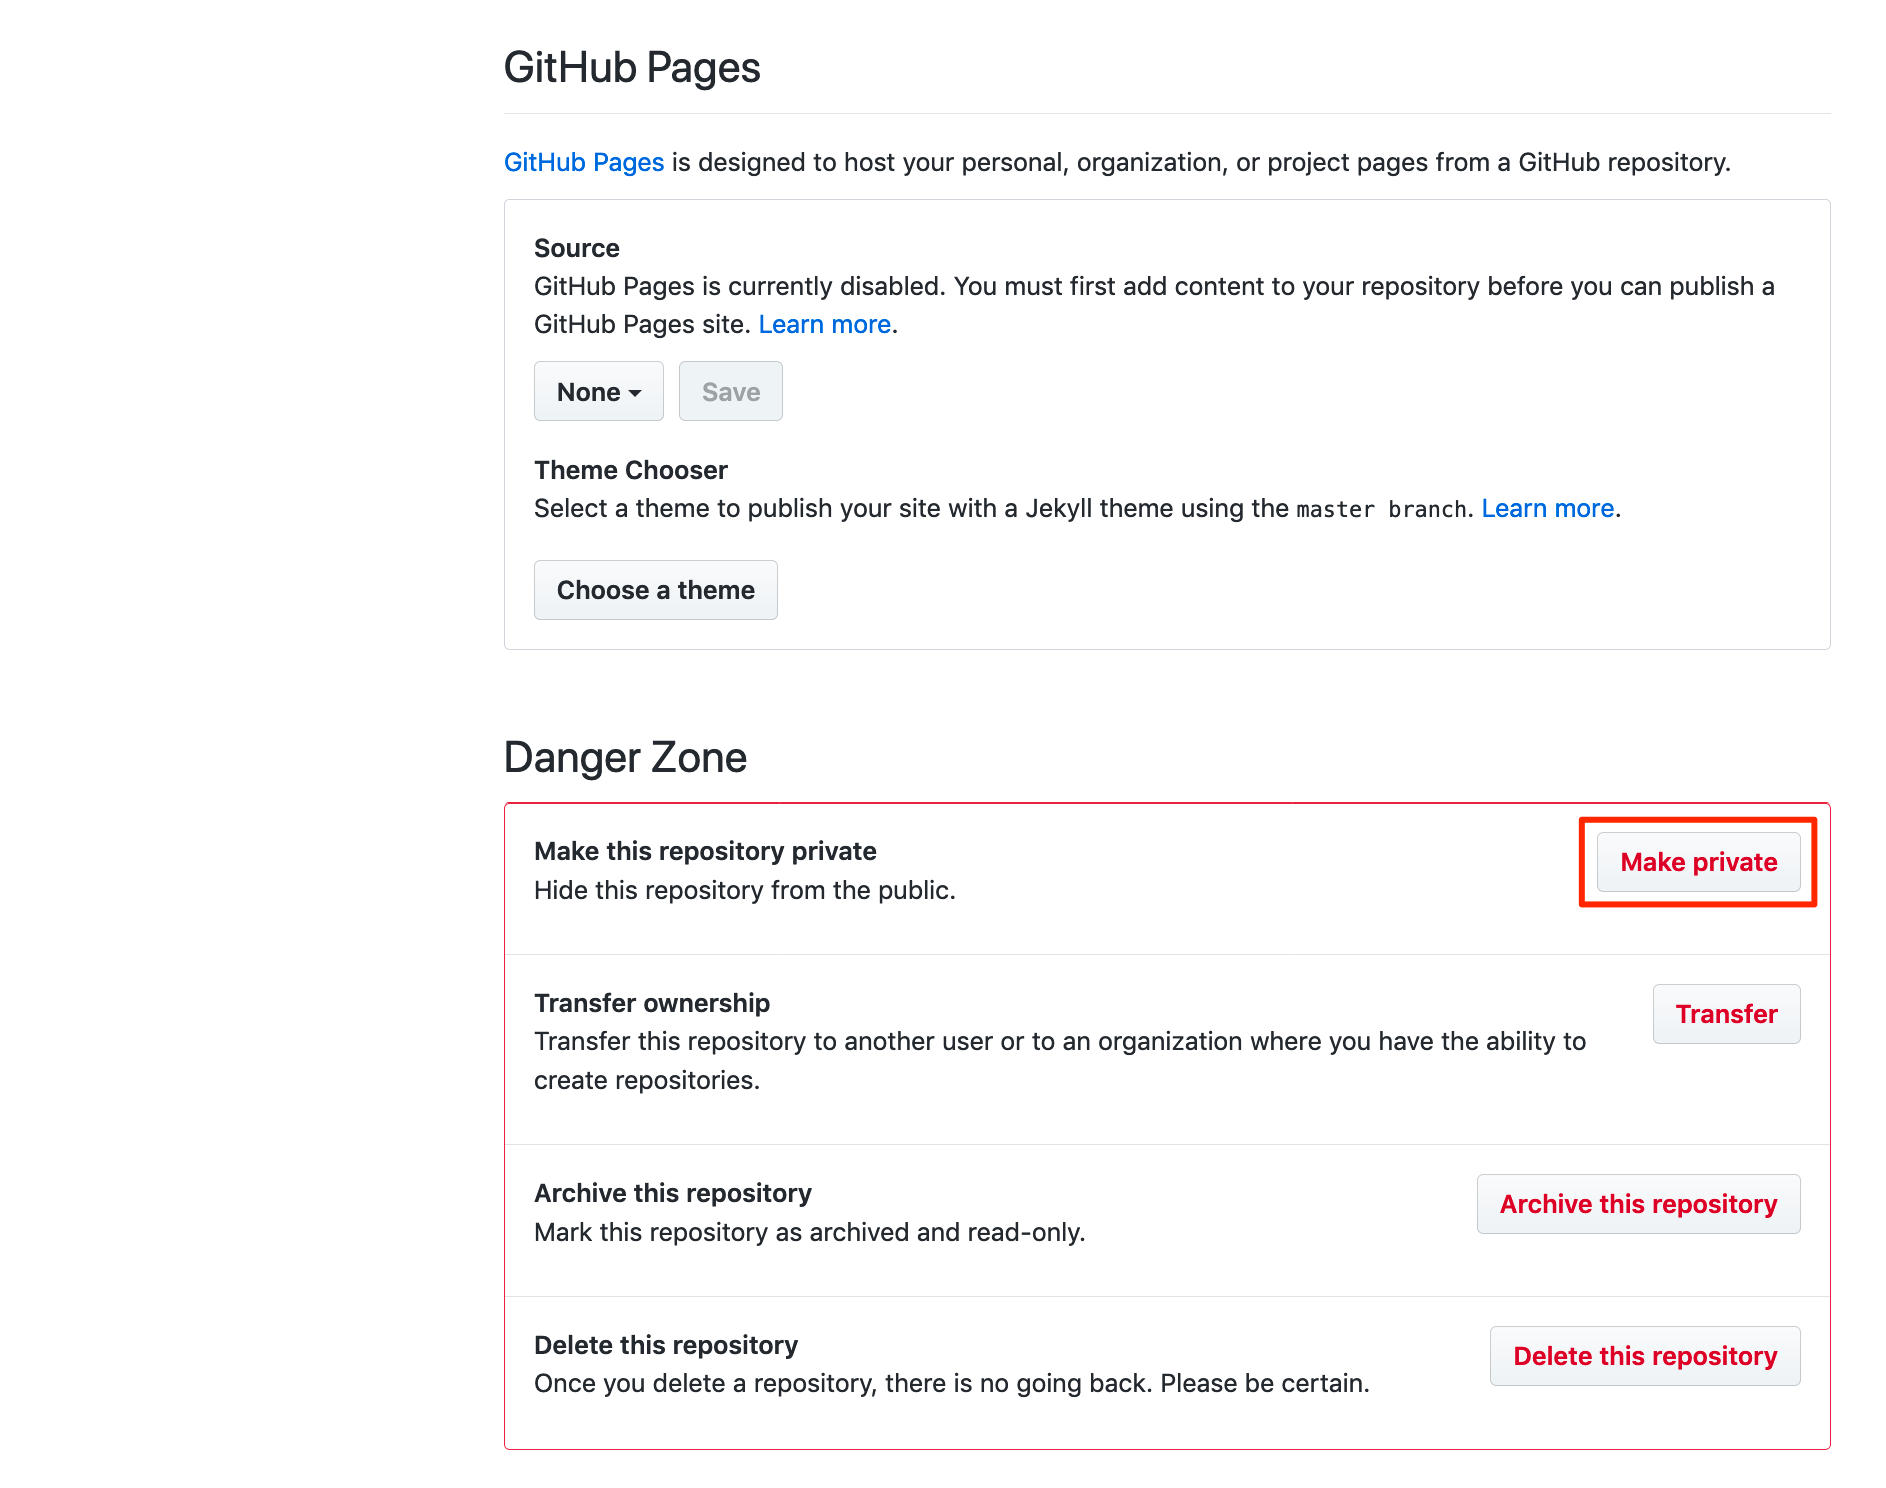 GitHub Pages
GitHub Pages is designed to host your personal, organization, or project pages from a GitHub repository.
Source
GitHub Pages is currently disabled. You must first add content to your repository before you can publish a
GitHub Pages site. Learn more.
None Save
Theme Chooser
Select a theme to publish your site with a Jekyll theme using the master branch. Learn more.
Choose a theme
Danger Zone
Make this repository private
Hide this repository from the public.
Make private
Transfer ownership
Transfer this repository to another user or to an organization where you have the ability to
create repositories.
Transfer
Archive this repository
Mark this repository as archived and read-only.
Archive this repository
Delete this repository
Once you delete a repository, there is no going back. Please be certain.
Delete this repository